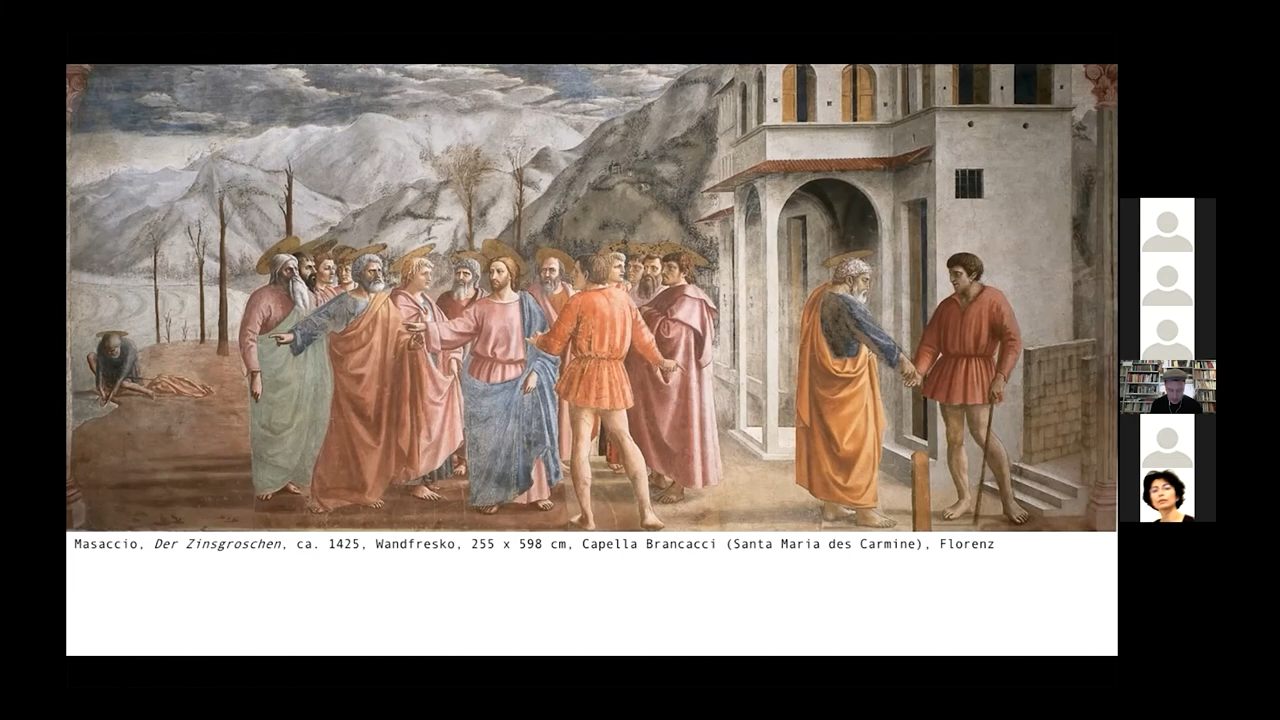 Masaccio, Der Zinsgroschen, ca. 1425, Wandfresko, 255 x 598 cm, Capella Brancacci (Santa Maria des Carmine), Florenz